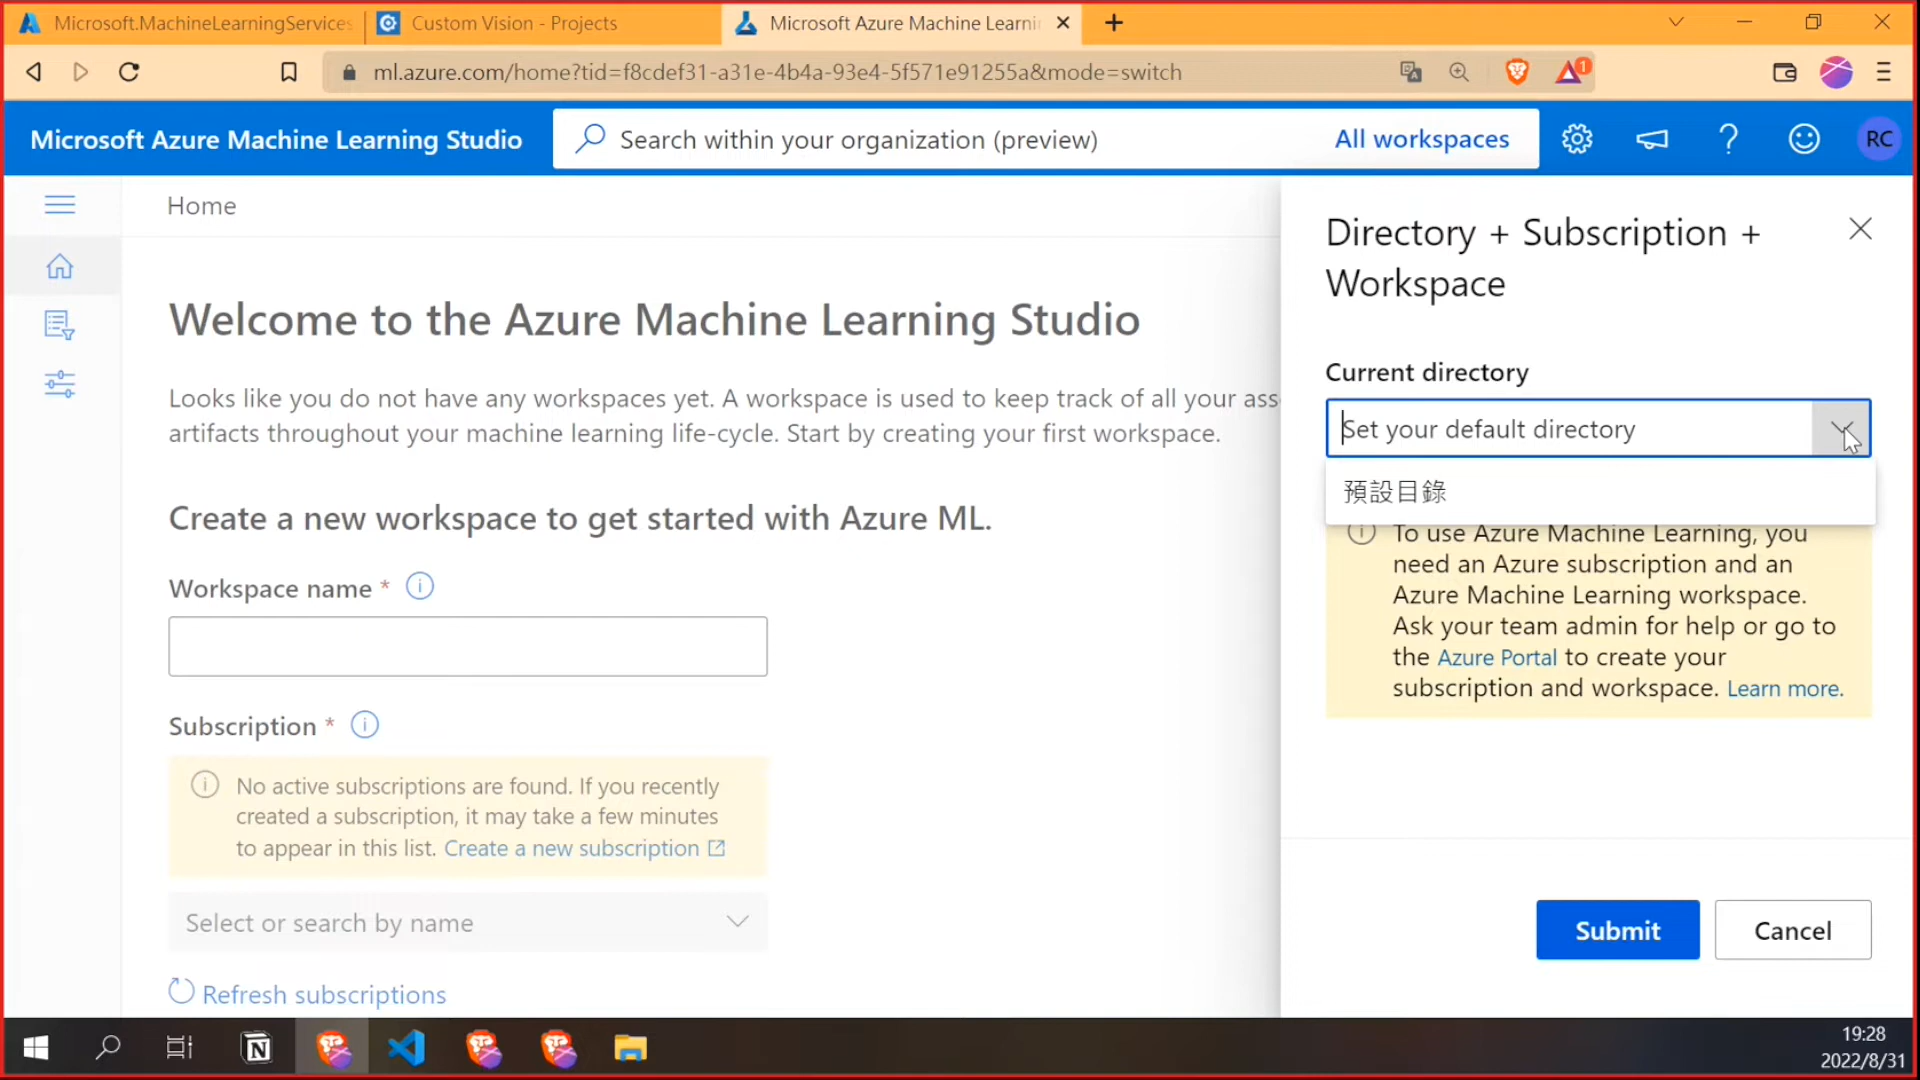 Microsoft.MachineLearningServices
Custom Vision - Projects
Microsoft Azure Machine Learni
ml.azure.com/home?tid=f8cdef31-a31e-4b4a-93e4-5f571e91255a&mode=switch
1
Microsoft Azure Machine Learning Studio
Search within your organization (preview)
All workspaces
RC
Home
Welcome to the Azure Machine Learning Studio
Looks like you do not have any workspaces yet. A workspace is used to keep track of all your ass
artifacts throughout your machine learning life-cycle. Start by creating your first workspace.
Create a new workspace to get started with Azure ML.
Workspace name *
Subscription *
No active subscriptions are found. If you recently
created a subscription, it may take a few minutes
to appear in this list. Create a new subscription
Select or search by name
Refresh subscriptions
Directory + Subscription +
Workspace
Current directory
Set your default directory
預設目錄
To use Azure Machine Learning, you
need an Azure subscription and an
Azure Machine Learning workspace.
Ask your team admin for help or go to
the Azure Portal to create your
subscription and workspace. Learn more.
Submit
Cancel
19:28
2022/8/31